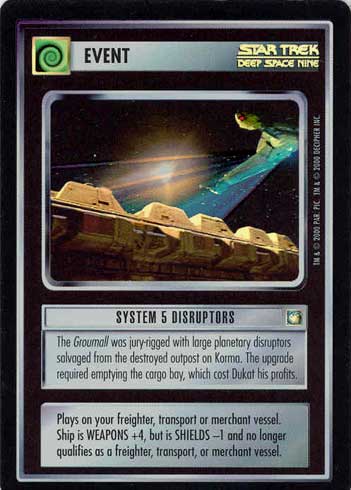 EVENT
STAR TREK
DEEP SPACE NINE
TM & © 2000 PAR. PIC. TM & © 2000 DECIPHER INC.
SYSTEM 5 DISRUPTORS
The Groumall was jury-rigged with large planetary disruptors
salvaged from the destroyed outpost on Korma. The upgrade
required emptying the cargo bay, which cost Dukat his profits.
Plays on your freighter, transport or merchant vessel.
Ship is WEAPONS +4, but is SHIELDS –1 and no longer
qualifies as a freighter, transport, or merchant vessel.